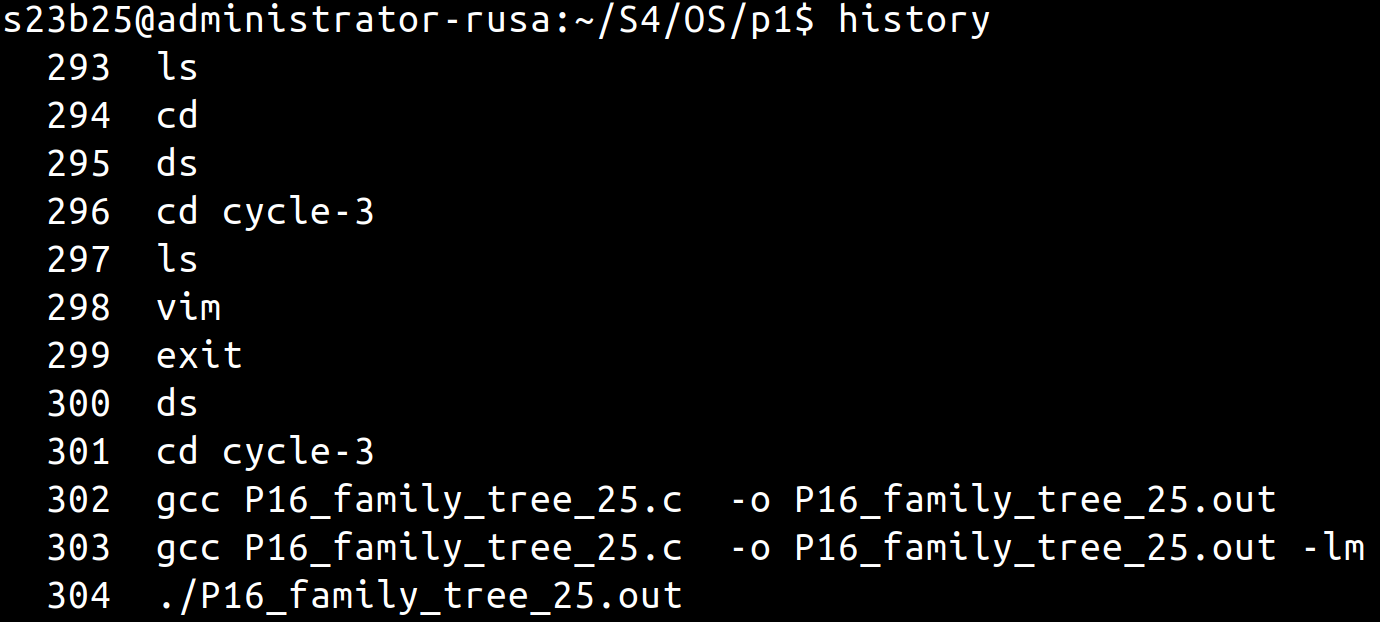 s23b25@administrator-rusa:~/S4/OS/p1$ history
  293  ls
  294  cd
  295  ds
  296  cd cycle-3
  297  ls
  298  vim
  299  exit
  300  ds
  301  cd cycle-3
  302  gcc P16_family_tree_25.c  -o P16_family_tree_25.out
  303  gcc P16_family_tree_25.c  -o P16_family_tree_25.out -lm
  304  ./P16_family_tree_25.out